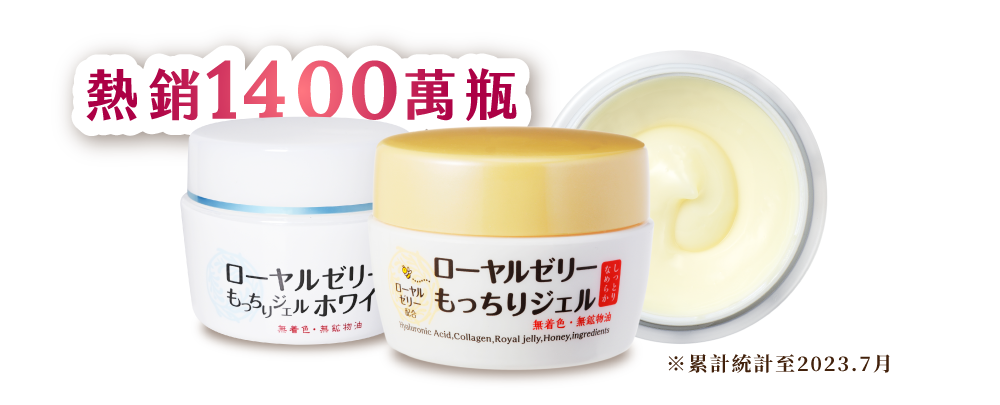 熱銷1400萬瓶
ローヤルゼリー
もっちりジェル ホワイ
無着色・無鉱物油
ローヤル
ゼリー
配合
ローヤルゼリー
もっちりジェル
しっとり
なめらか
無着色・無鉱物油
Hyaluronic Acid,Collagen,Royal jelly,Honey,ingredients
※累計統計至2023.7月